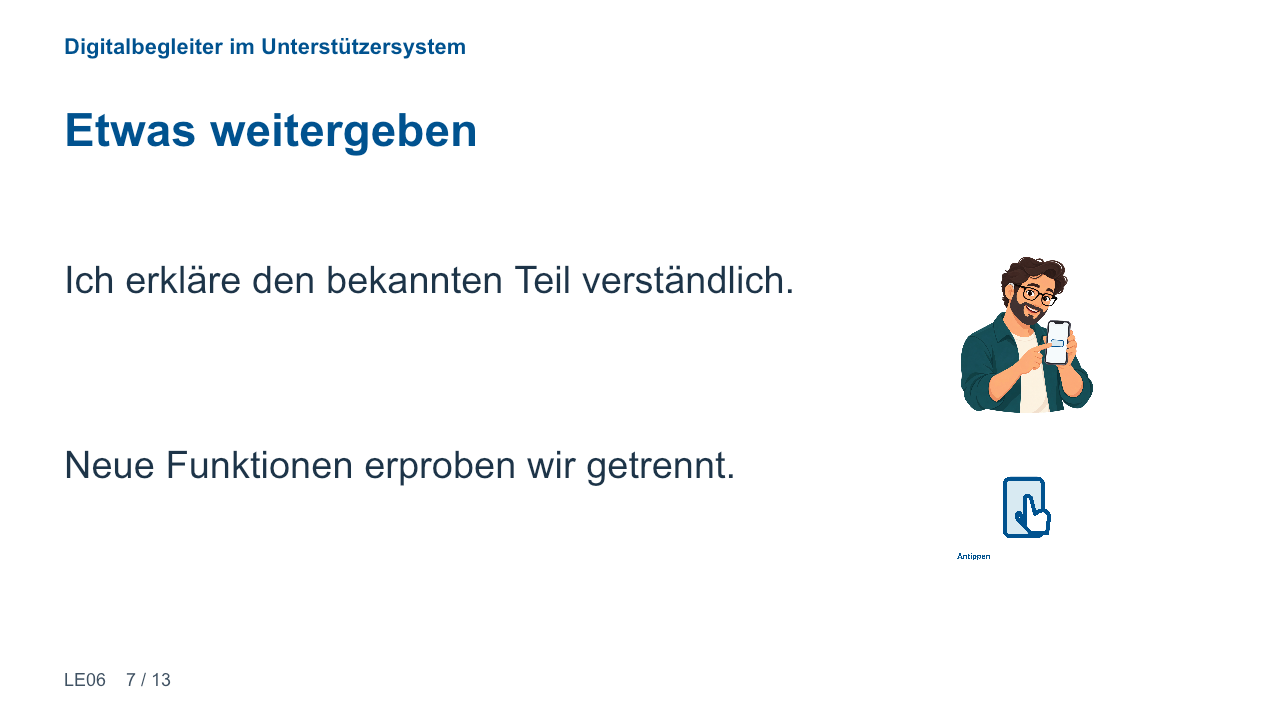 Digitalbegleiter im Unterstützersystem
Etwas weitergeben
Ich erkläre den bekannten Teil verständlich.
Neue Funktionen erproben wir getrennt.
Antippen
LE06 7 / 13